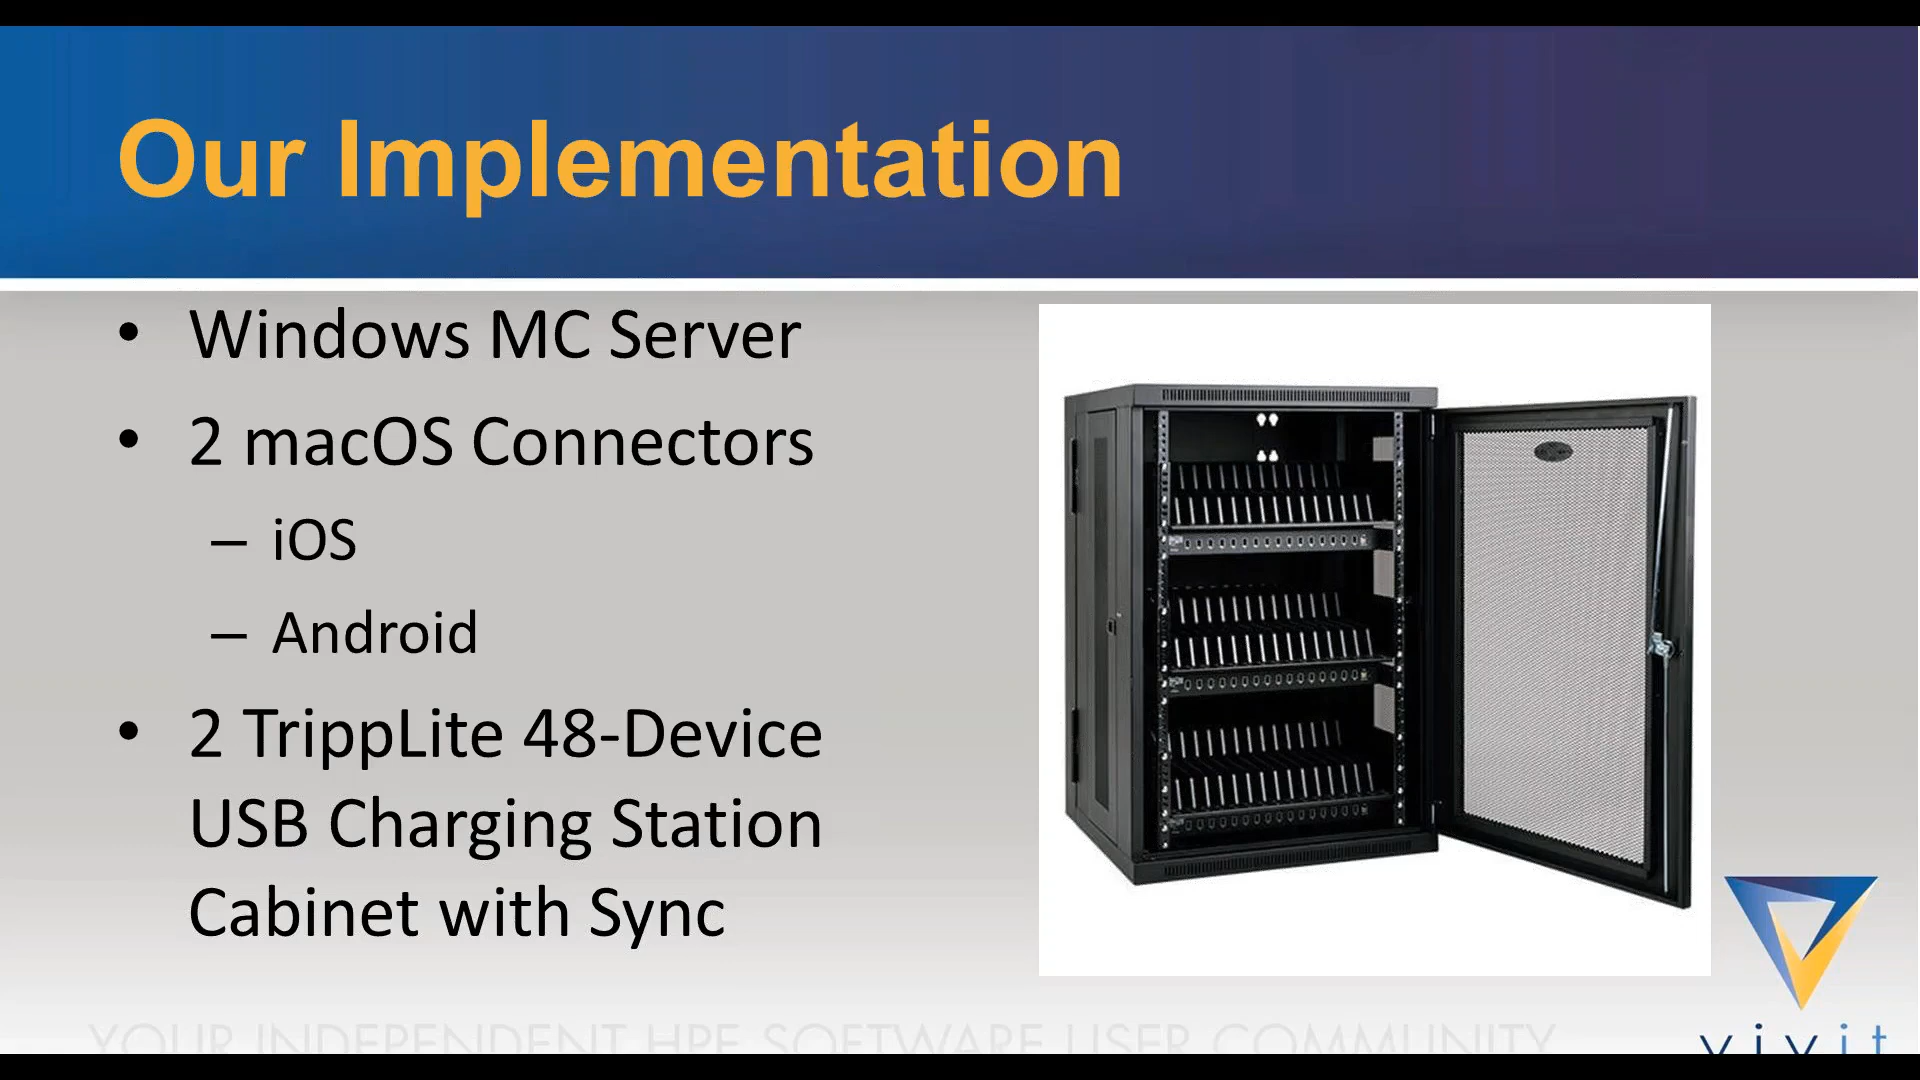 Our Implementation
• Windows MC Server
• 2 macOS Connectors
– iOS
– Android
• 2 TrippLite 48-Device
USB Charging Station
Cabinet with Sync
YOUR INDEPENDENT HPE SOFTWARE USER COMMUNITY
vivit